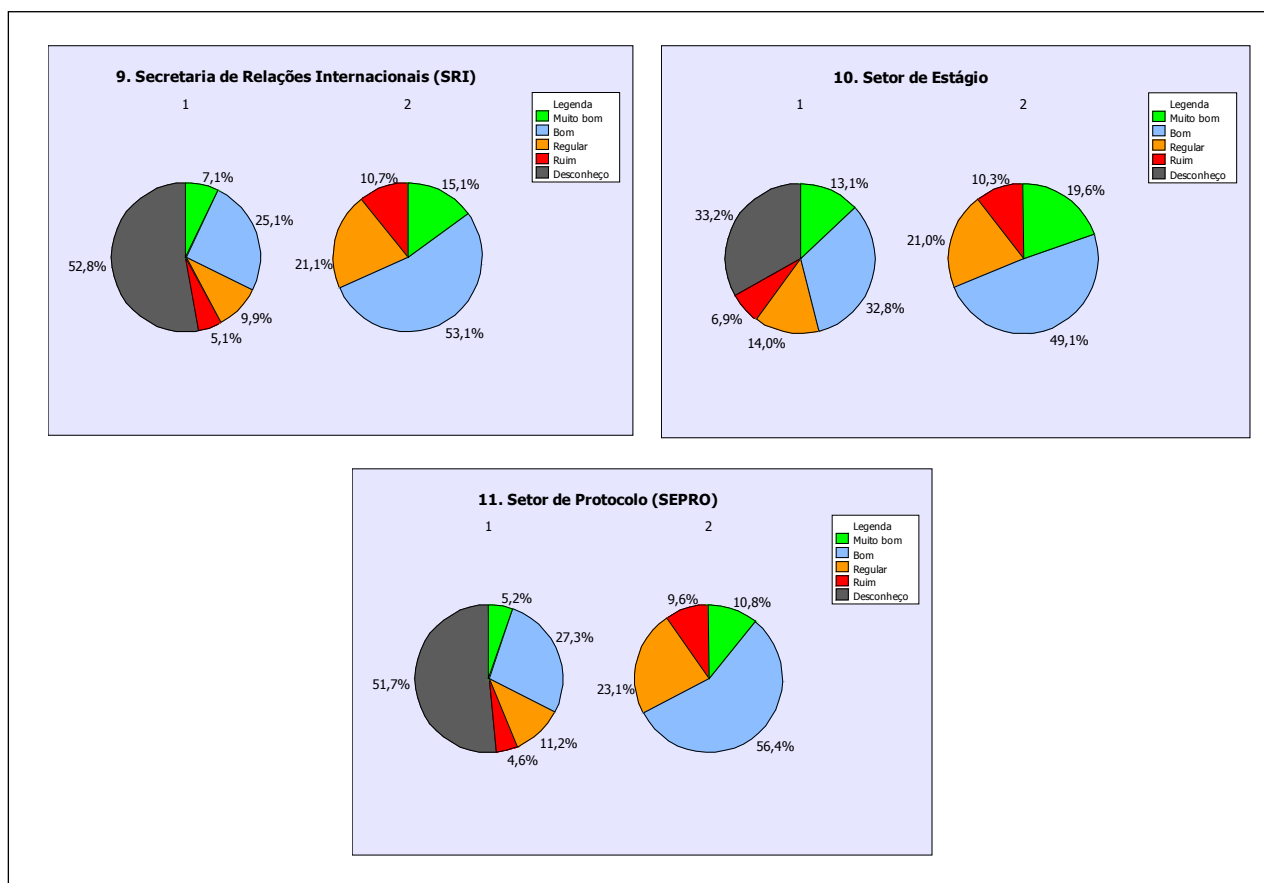 9. Secretaria de Relações Internacionais (SRI)
1
2
Legenda
Muito bom
Bom
Regular
Ruim
Desconheço
7,1%
25,1%
9,9%
5,1%
52,8%
15,1%
53,1%
21,1%
10,7%
10. Setor de Estágio
1
2
Legenda
Muito bom
Bom
Regular
Ruim
Desconheço
13,1%
32,8%
14,0%
6,9%
33,2%
19,6%
49,1%
21,0%
10,3%
11. Setor de Protocolo (SEPRO)
1
2
Legenda
Muito bom
Bom
Regular
Ruim
Desconheço
5,2%
27,3%
11,2%
4,6%
51,7%
10,8%
56,4%
23,1%
9,6%